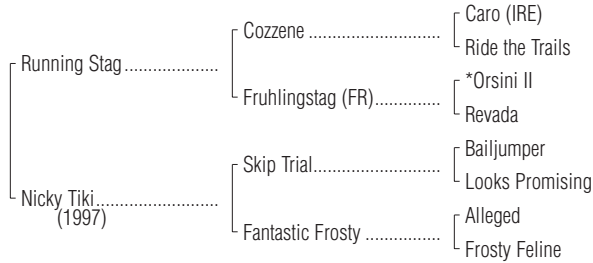 Caro (IRE)
Cozzene ............................
Ride the Trails
Running Stag....................
*Orsini II
Fruhlingstag (FR)..............
Revada
Bailjumper
Skip Trial...........................
Looks Promising
Nicky Tiki..........................
(1997)
Alleged
Fantastic Frosty ................
Frosty Feline